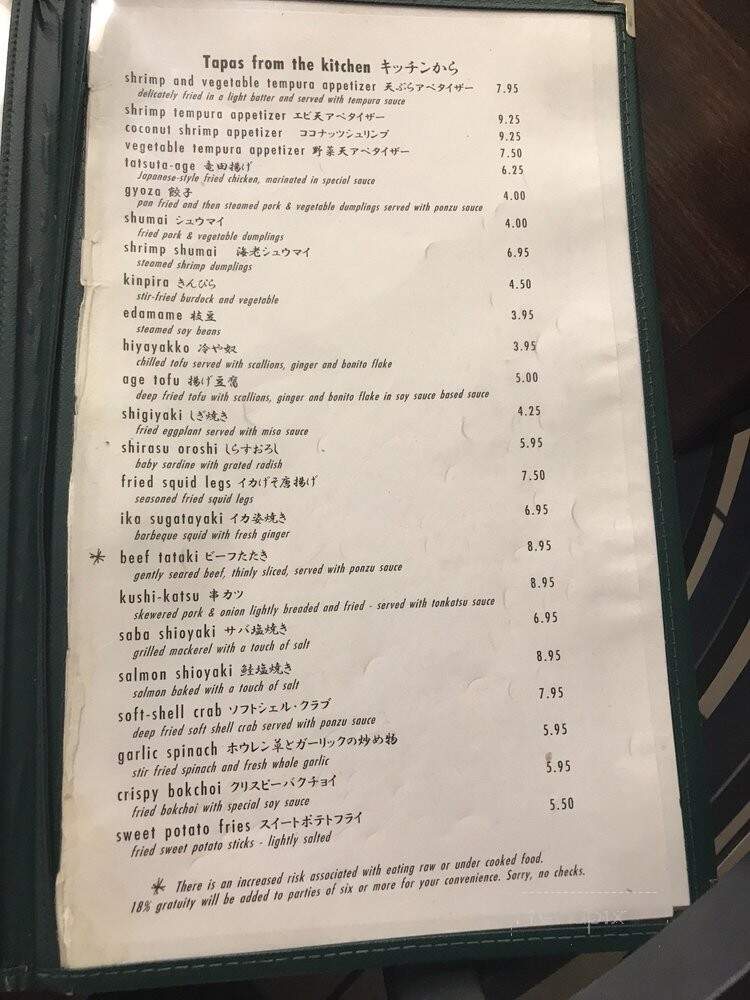 Tapas from the kitchen キッチンから
shrimp and vegetable tempura appetizer 天ぷらアペタイザー 7.95
delicately fried in a light batter and served with tempura sauce
shrimp tempura appetizer エビ天アペタイザー 9.25
coconut shrimp appetizer ココナッツシュリンプ 9.25
vegetable tempura appetizer 野菜天アペタイザー 7.50
tatsuta-age 竜田揚げ 6.25
Japanese-style fried chicken, marinated in special sauce
gyoza 餃子 4.00
pan fried and then steamed pork & vegetable dumplings served with ponzu sauce
shumai シュウマイ 4.00
fried pork & vegetable dumplings
shrimp shumai 海老シュウマイ 6.95
steamed shrimp dumplings
kinpira きんぴら 4.50
stir-fried burdock and vegetable
edamame 枝豆 3.95
steamed soy beans
hiyayakko 冷や奴 3.95
chilled tofu served with scallions, ginger and bonito flake
age tofu 揚げ豆腐 5.00
deep fried tofu with scallions, ginger and bonito flake in soy sauce based sauce
shigiyaki しぎ焼き 4.25
fried eggplant served with miso sauce
shirasu oroshi しらすおろし 5.95
baby sardine with grated radish
fried squid legs イカげそ唐揚げ 7.50
seasoned fried squid legs
ika sugatayaki イカ姿焼き 6.95
barbeque squid with fresh ginger
* beef tataki ビーフたたき 8.95
gently seared beef, thinly sliced, served with ponzu sauce
kushi-katsu 串カツ 8.95
skewered pork & onion lightly breaded and fried - served with tonkatsu sauce
saba shioyaki サバ塩焼き 6.95
grilled mackerel with a touch of salt
salmon shioyaki 鮭塩焼き 8.95
salmon baked with a touch of salt
soft-shell crab ソフトシェル・クラブ 7.95
deep fried soft shell crab served with ponzu sauce
garlic spinach ホウレン草とガーリックの炒め物 5.95
stir fried spinach and fresh whole garlic
crispy bokchoi クリスピーバクチョイ 5.95
fried bokchoi with special soy sauce
sweet potato fries スイートポテトフライ 5.50
fried sweet potato sticks - lightly salted
* There is an increased risk associated with eating raw or under cooked food.
18% gratuity will be added to parties of six or more for your convenience. Sorry, no checks.